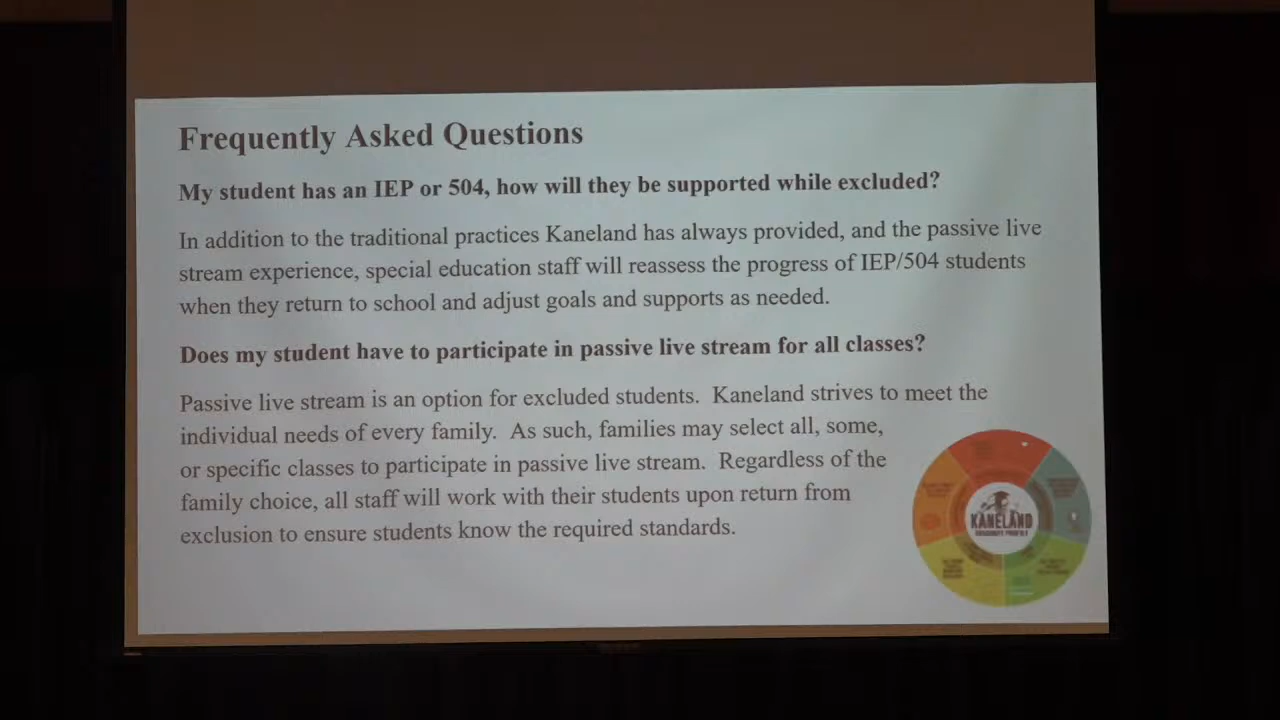 Frequently Asked Questions
My student has an IEP or 504, how will they be supported while excluded?
In addition to the traditional practices Kaneland has always provided, and the passive live
stream experience, special education staff will reassess the progress of IEP/504 students
when they return to school and adjust goals and supports as needed.
Does my student have to participate in passive live stream for all classes?
Passive live stream is an option for excluded students.  Kaneland strives to meet the
individual needs of every family.  As such, families may select all, some,
or specific classes to participate in passive live stream.  Regardless of the
family choice, all staff will work with their students upon return from
exclusion to ensure students know the required standards.
KANELAND